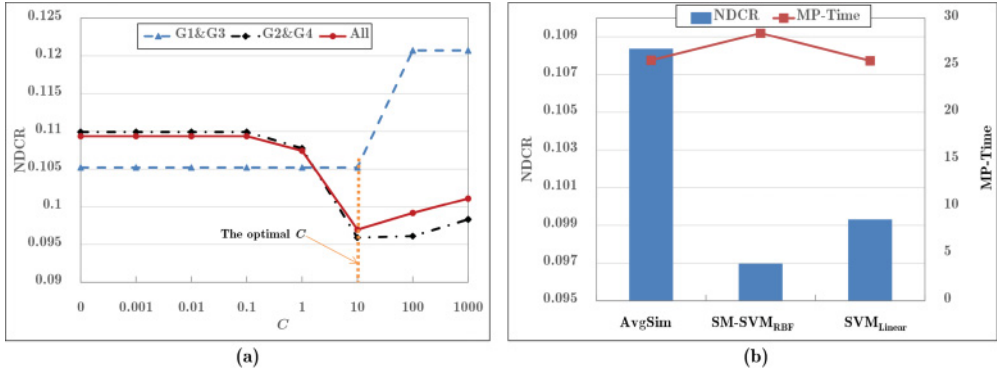 0.125
0.12
0.115
0.11
0.105
0.1
0.095
0.09
NDCR
G1&G3 G2&G4 All
The optimal C
0 0.001 0.01 0.1 1 10 100 1000
C
(a)
NDCR MP-Time
0.109
0.107
0.105
0.103
0.101
0.099
0.097
0.095
NDCR
30
25
20
15
10
5
0
MP-Time
AvgSim SM-SVM_RBF SVM_Linear
(b)